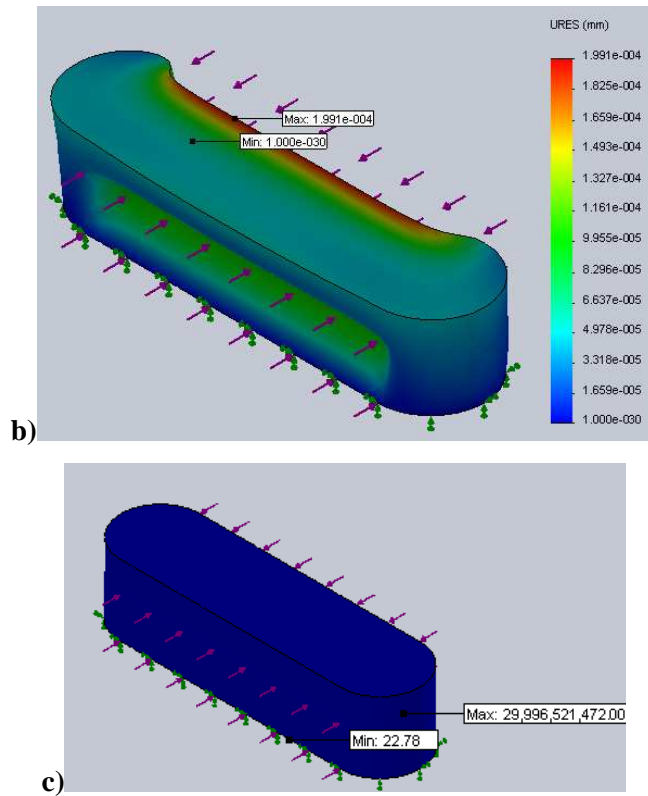 URES (mm)
1.991e-004
1.825e-004
1.659e-004
1.493e-004
1.327e-004
1.161e-004
9.955e-005
8.296e-005
6.637e-005
4.978e-005
3.318e-005
1.659e-005
1.000e-030
Max: 1.991e-004
Min: 1.000e-030
b)
Max: 29,996,521,472.00
Min: 22.78
c)